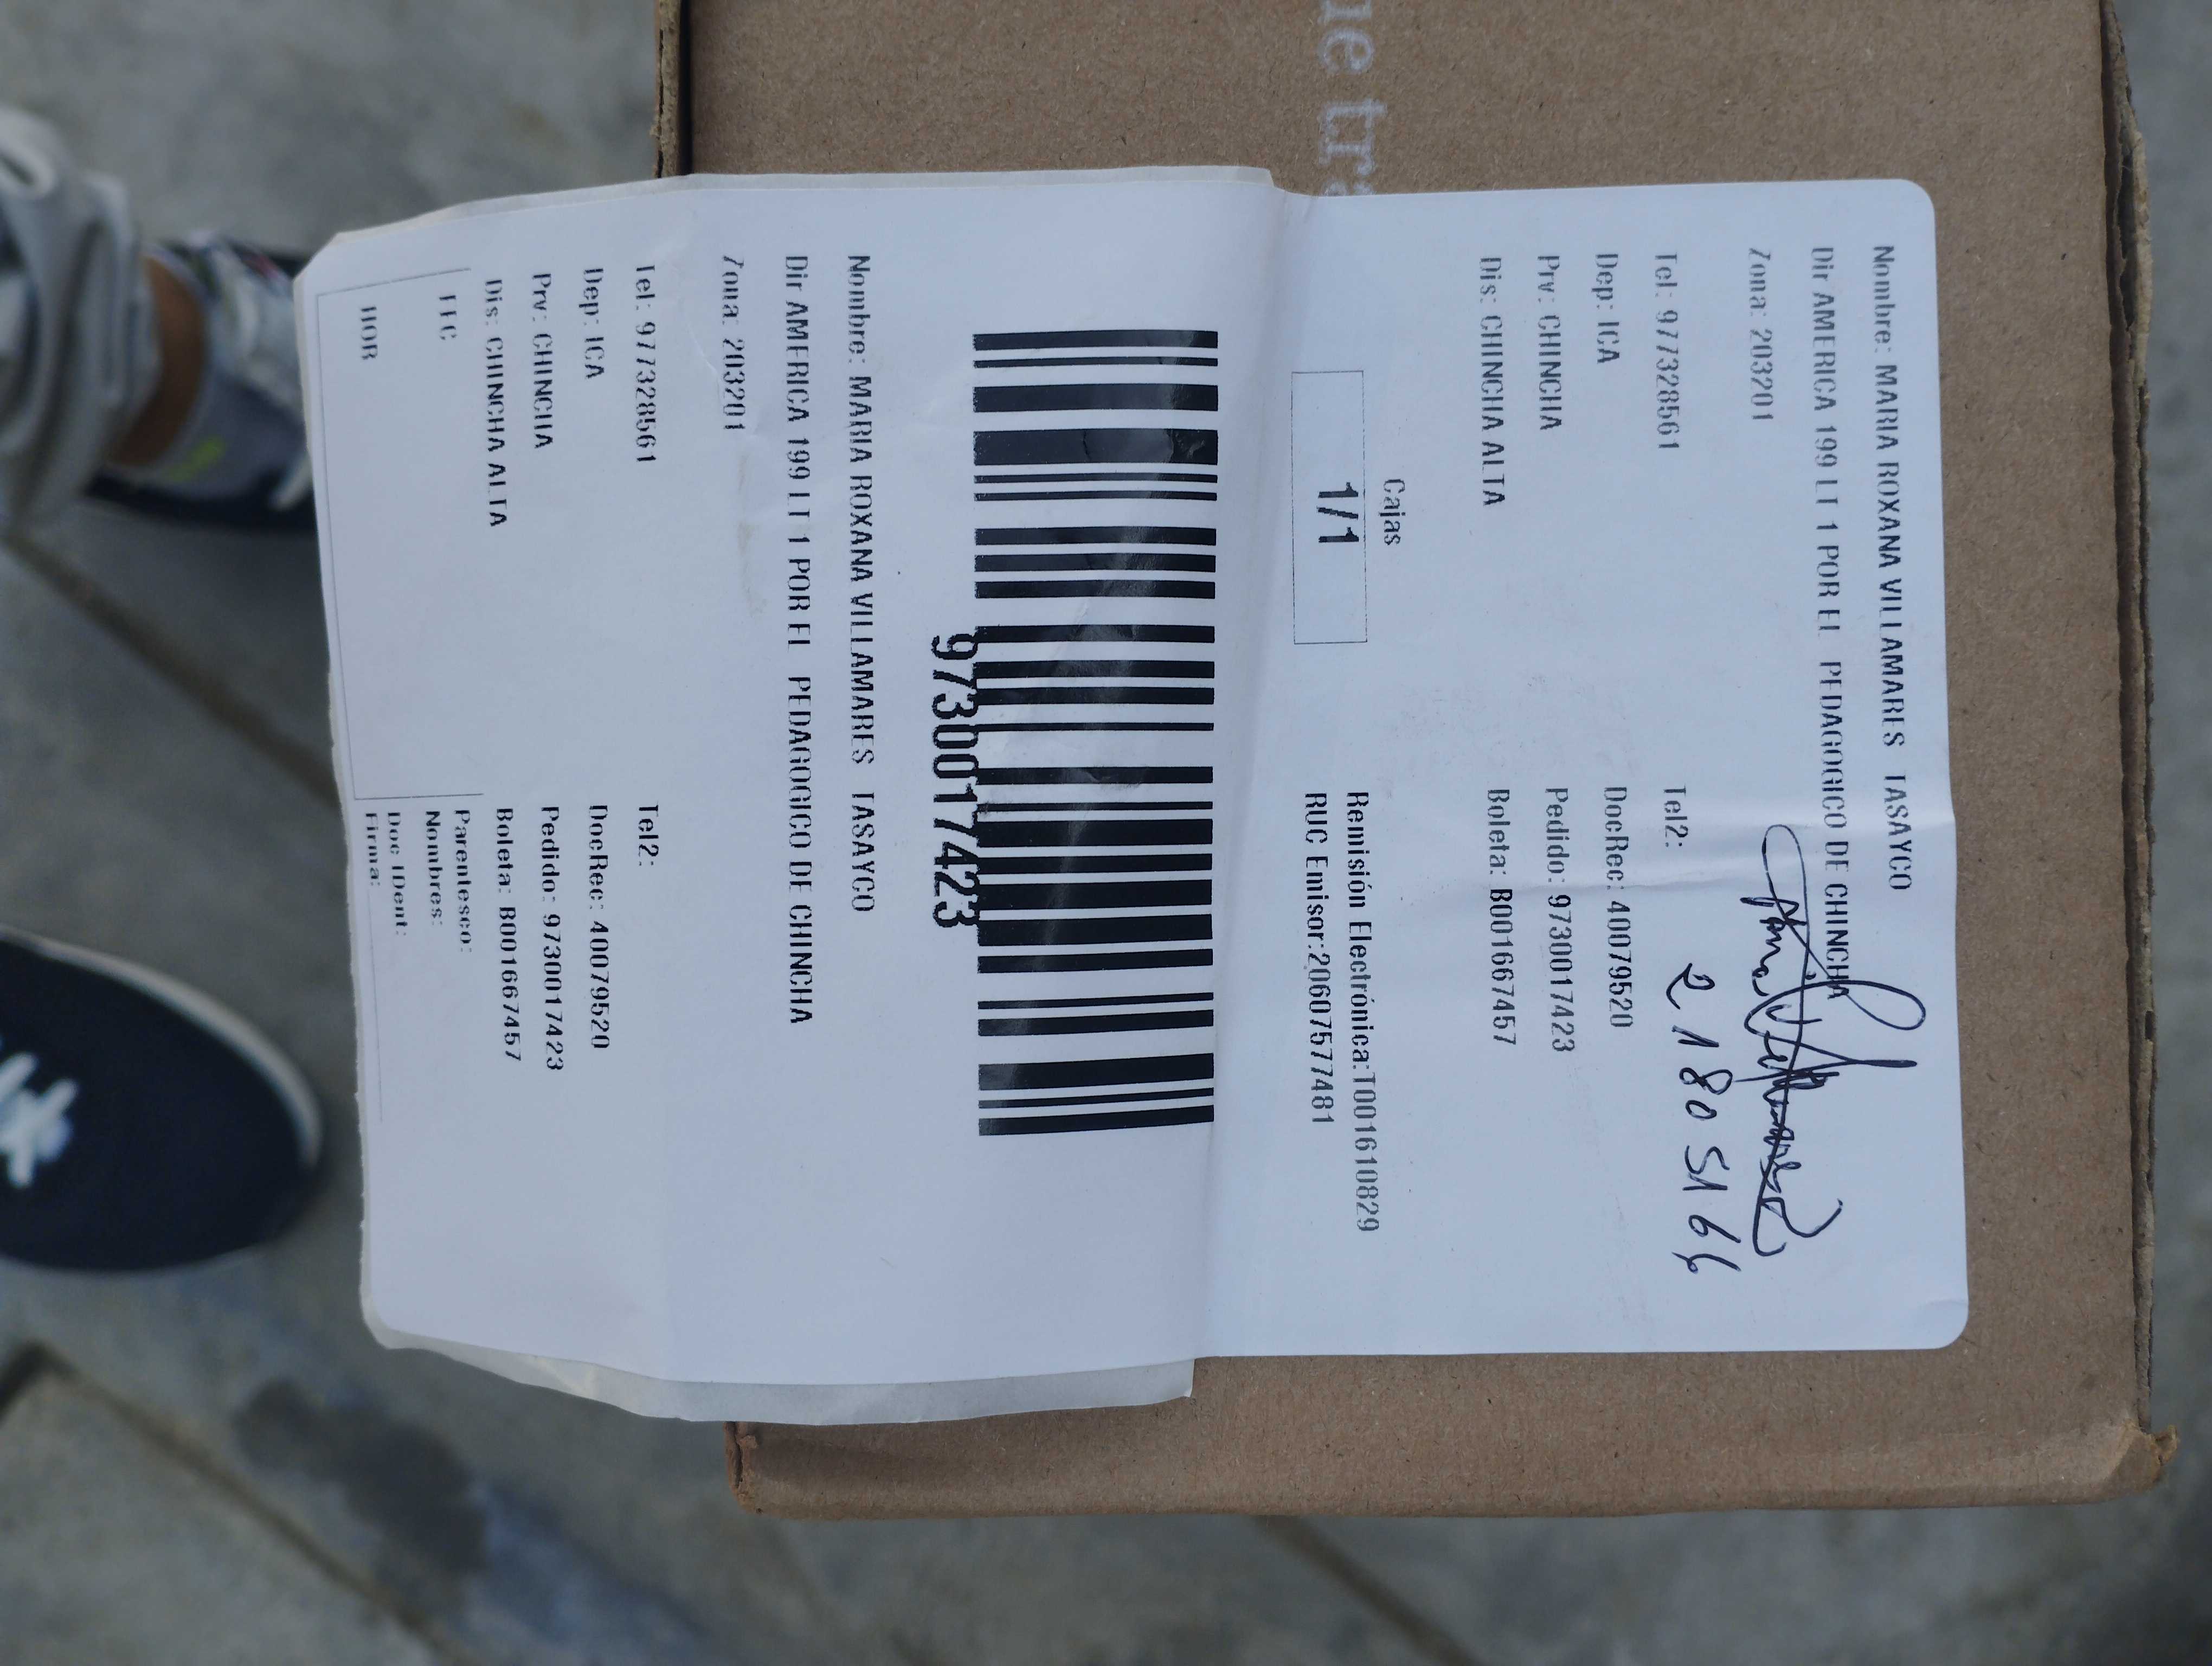 ue tra
Nombre: MARIA ROXANA VILLAMARES TASAYCO
Dir AMERICA 199 LT 1 POR EL PEDAGOGICO DE CHINCHA
Zona: 203201
Tel: 977328561 Tel2:
Dep: ICA DocRec: 40079520
Prv: CHINCHA Pedido: 9730017423
Dis: CHINCHA ALTA Boleta: B001667457
21805166
Cajas
1/1
Remisión Electrónica:T001610829
RUC Emisor:20607577481
9730017423
Nombre: MARIA ROXANA VILLAMARES TASAYCO
Dir AMERICA 199 LT 1 POR EL PEDAGOGICO DE CHINCHA
Zona: 203201
Tel: 977328561 Tel2:
Dep: ICA DocRec: 40079520
Prv: CHINCHA Pedido: 9730017423
Dis: CHINCHA ALTA Boleta: B001667457
FEC
HOR
Parentesco:
Nombres:
Doc IDent:
Firma: